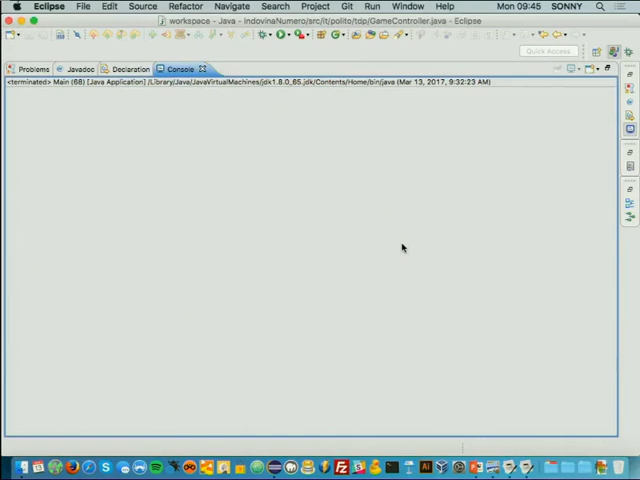 Eclipse File Edit Source Refactor Navigate Search Project Git Run Window Help Mon 09:45 SONNY
workspace - Java - IndovinaNumero/src/it/polito/tdp/GameController.java - Eclipse
Quick Access
Problems Javadoc Declaration Console
<terminated> Main (68) [Java Application] /Library/Java/JavaVirtualMachines/jdk1.8.0_65.jdk/Contents/Home/bin/java (Mar 13, 2017, 9:32:23 AM)